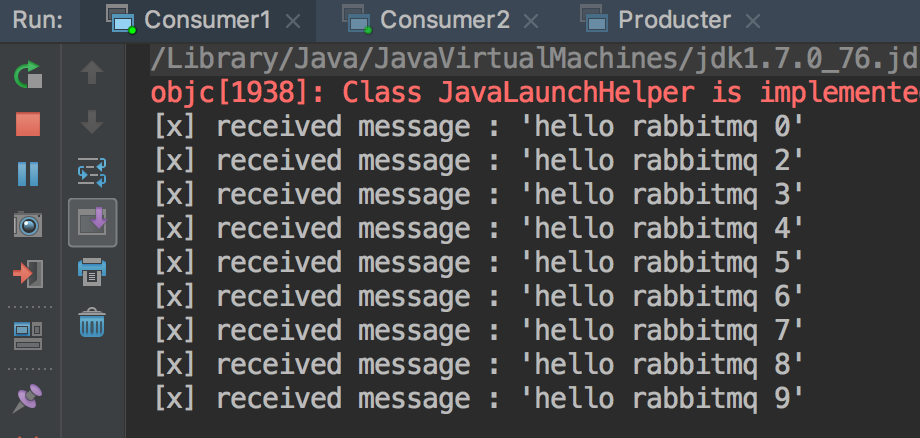 Run: Consumer1 Consumer2 Producter
/Library/Java/JavaVirtualMachines/jdk1.7.0_76.jd
objc[1938]: Class JavaLaunchHelper is implemente
[x] received message : 'hello rabbitmq 0'
[x] received message : 'hello rabbitmq 2'
[x] received message : 'hello rabbitmq 3'
[x] received message : 'hello rabbitmq 4'
[x] received message : 'hello rabbitmq 5'
[x] received message : 'hello rabbitmq 6'
[x] received message : 'hello rabbitmq 7'
[x] received message : 'hello rabbitmq 8'
[x] received message : 'hello rabbitmq 9'